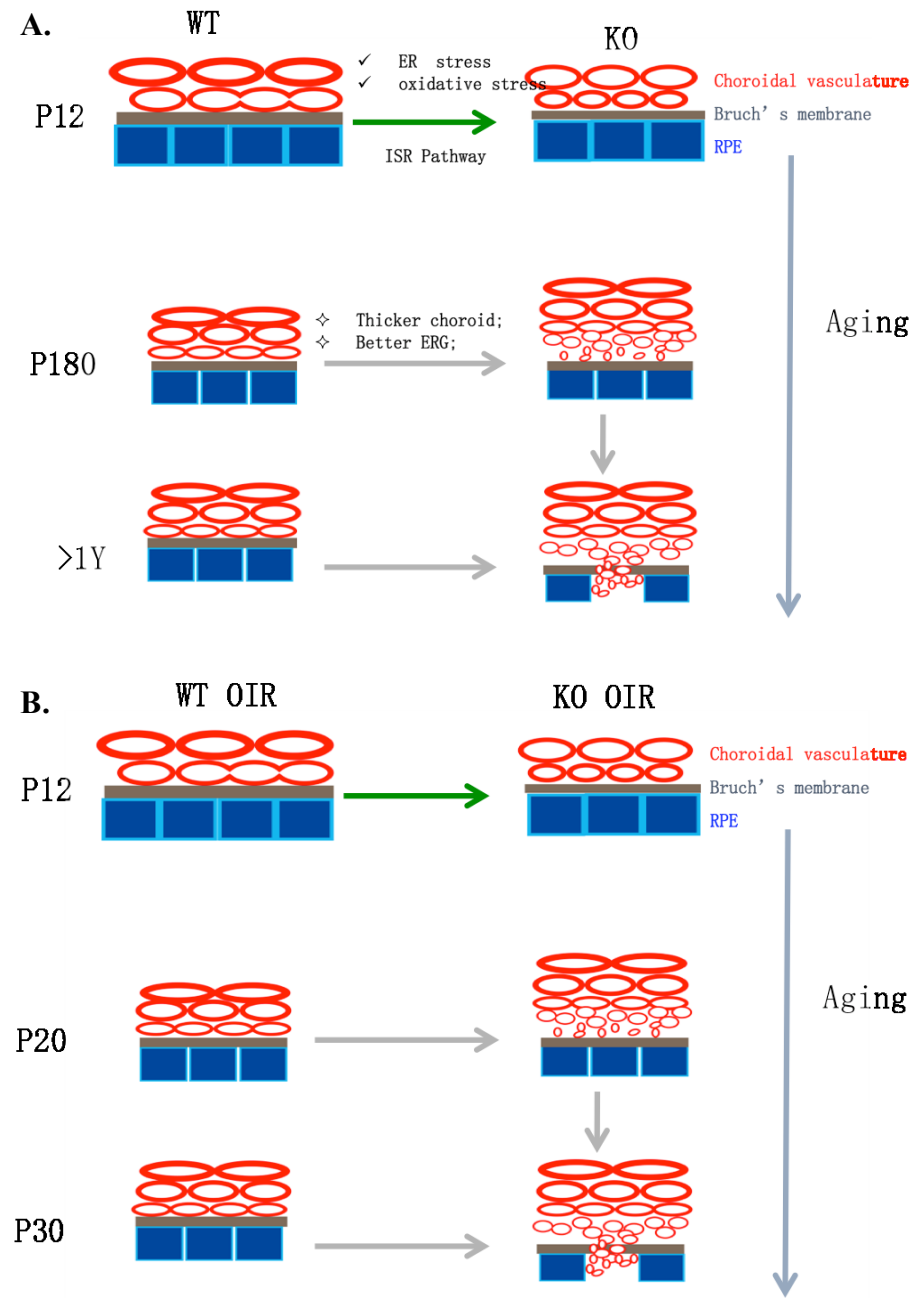 A.
WT
KO
✓ ER stress
✓ oxidative stress
P12
ISR Pathway
Choroidal vasculature
Bruch’s membrane
RPE
Aging
P180
✧ Thicker choroid;
✧ Better ERG;
>1Y
B.
WT OIR
KO OIR
P12
Choroidal vasculature
Bruch’s membrane
RPE
Aging
P20
P30